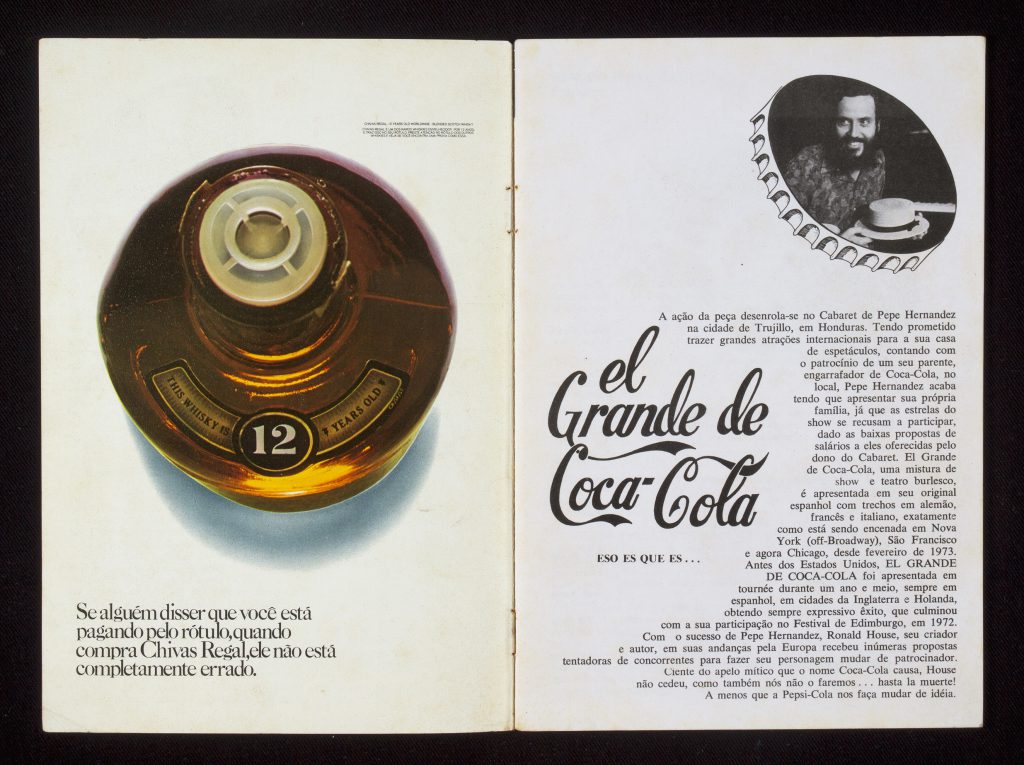 CHIVAS REGAL • 12 YEARS OLD WORLDWIDE • BLENDED SCOTCH WHISKY
THIS WHISKY IS
12
YEARS OLD
Se alguém disser que você está
pagando pelo rótulo,quando
compra Chivas Regal,ele não está
completamente errado.
A ação da peça desenrola-se no Cabaret de Pepe Hernandez
na cidade de Trujillo, em Honduras. Tendo prometido
trazer grandes atrações internacionais para a sua casa
de espetáculos, contando com
o patrocínio de um seu parente,
engarrafador de Coca-Cola, no
local, Pepe Hernandez acaba
tendo que apresentar sua própria
família, já que as estrelas do
show se recusam a participar,
dado as baixas propostas de
salários a eles oferecidas pelo
dono do Cabaret. El Grande
de Coca-Cola, uma mistura de
show e teatro burlesco,
é apresentada em seu original
espanhol com trechos em alemão,
francês e italiano, exatamente
como está sendo encenada em Nova
York (off-Broadway), São Francisco
e agora Chicago, desde fevereiro de 1973.
Antes dos Estados Unidos, EL GRANDE
DE COCA-COLA foi apresentada em
tournée durante um ano e meio, sempre em
espanhol, em cidades da Inglaterra e Holanda,
obtendo sempre expressivo êxito, que culminou
com a sua participação no Festival de Edimburgo, em 1972.
Com o sucesso de Pepe Hernandez, Ronald House, seu criador
e autor, em suas andanças pela Europa recebeu inúmeras propostas
tentadoras de concorrentes para fazer seu personagem mudar de patrocinador.
Ciente do apelo mítico que o nome Coca-Cola causa, House
não cedeu, como também nós não o faremos . . . hasta la muerte!
A menos que a Pepsi-Cola nos faça mudar de idéia.
el
Grande de
Coca-Cola
ESO ES QUE ES . . .